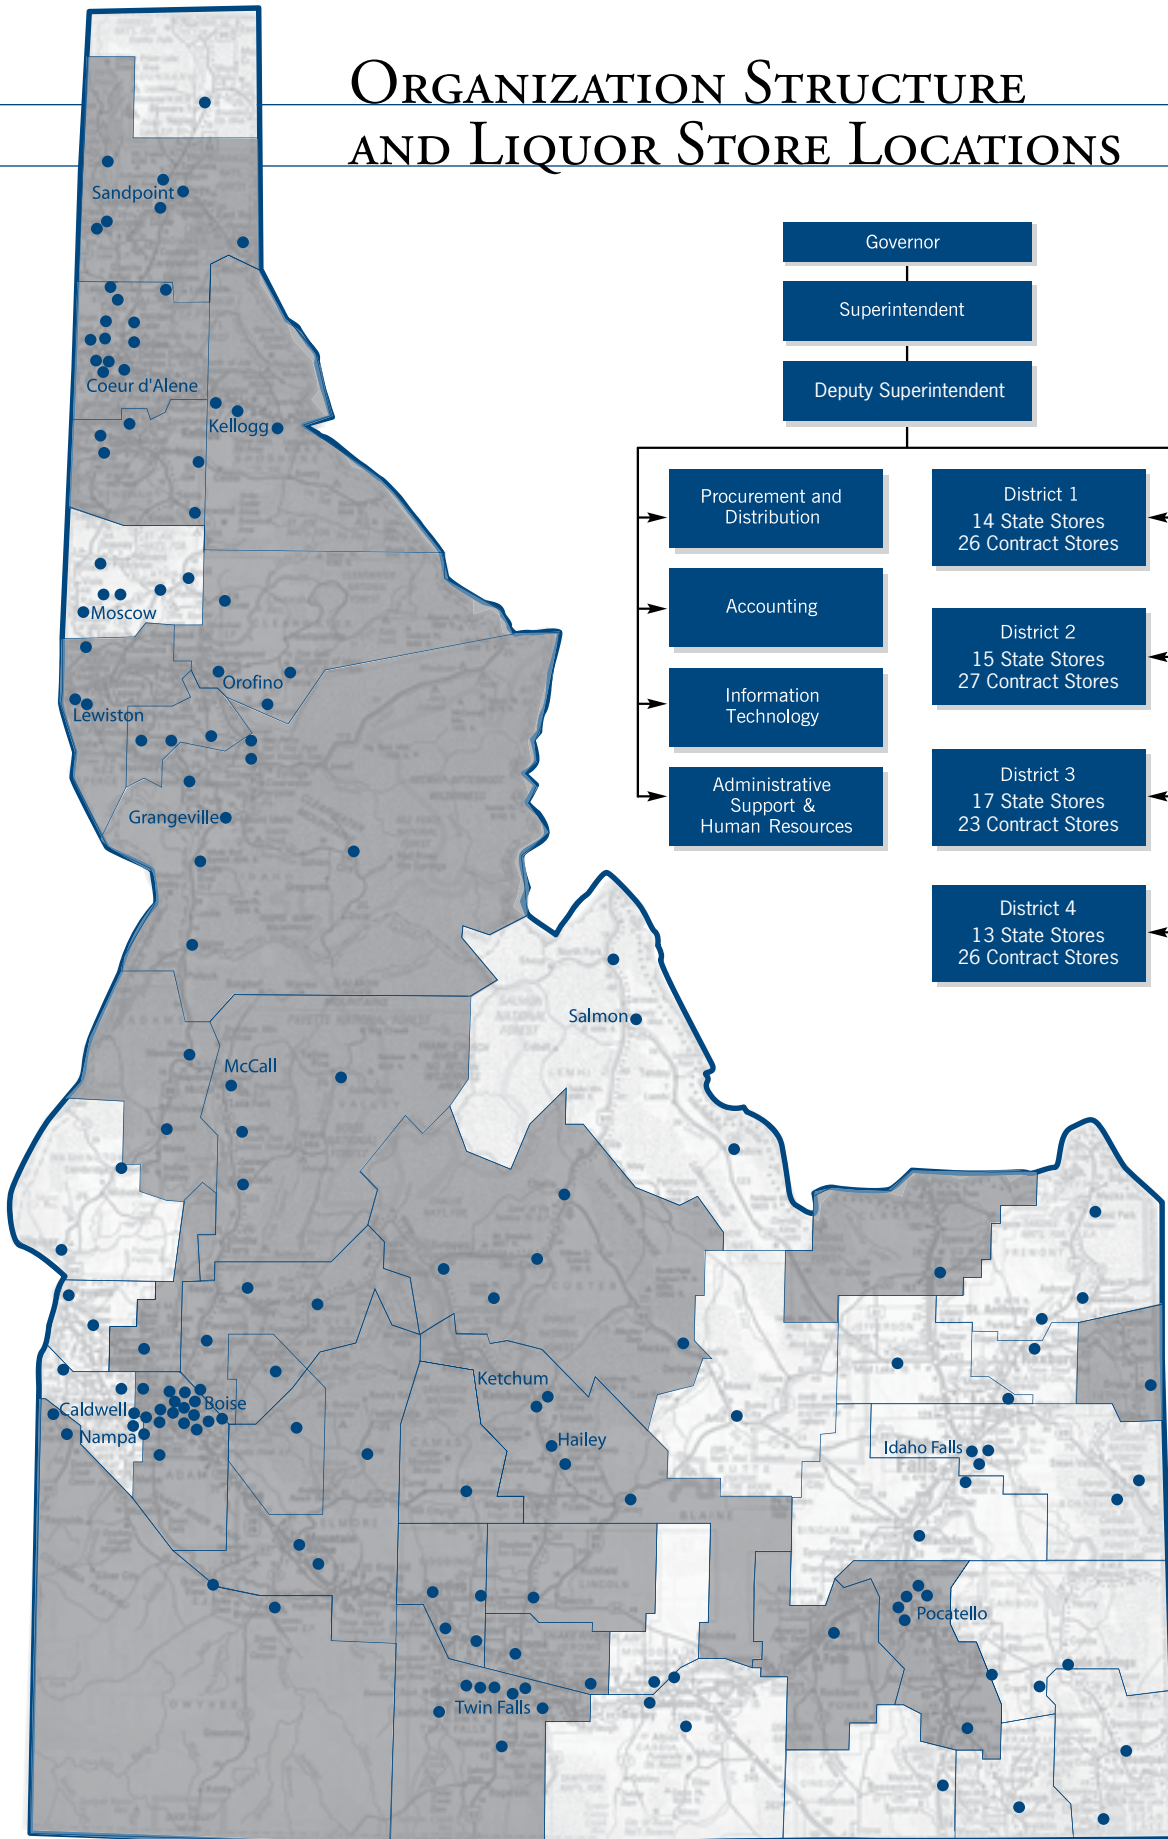 ORGANIZATION STRUCTURE
AND LIQUOR STORE LOCATIONS
Governor
Superintendent
Deputy Superintendent
Procurement and
Distribution
Accounting
Information
Technology
Administrative
Support &
Human Resources
District 1
14 State Stores
26 Contract Stores
District 2
15 State Stores
27 Contract Stores
District 3
17 State Stores
23 Contract Stores
District 4
13 State Stores
26 Contract Stores
Sandpoint
Coeur d'Alene
Kellogg
Moscow
Orofino
Lewiston
Grangeville
Salmon
McCall
Ketchum
Caldwell
Boise
Nampa
Hailey
Idaho Falls
Pocatello
Twin Falls